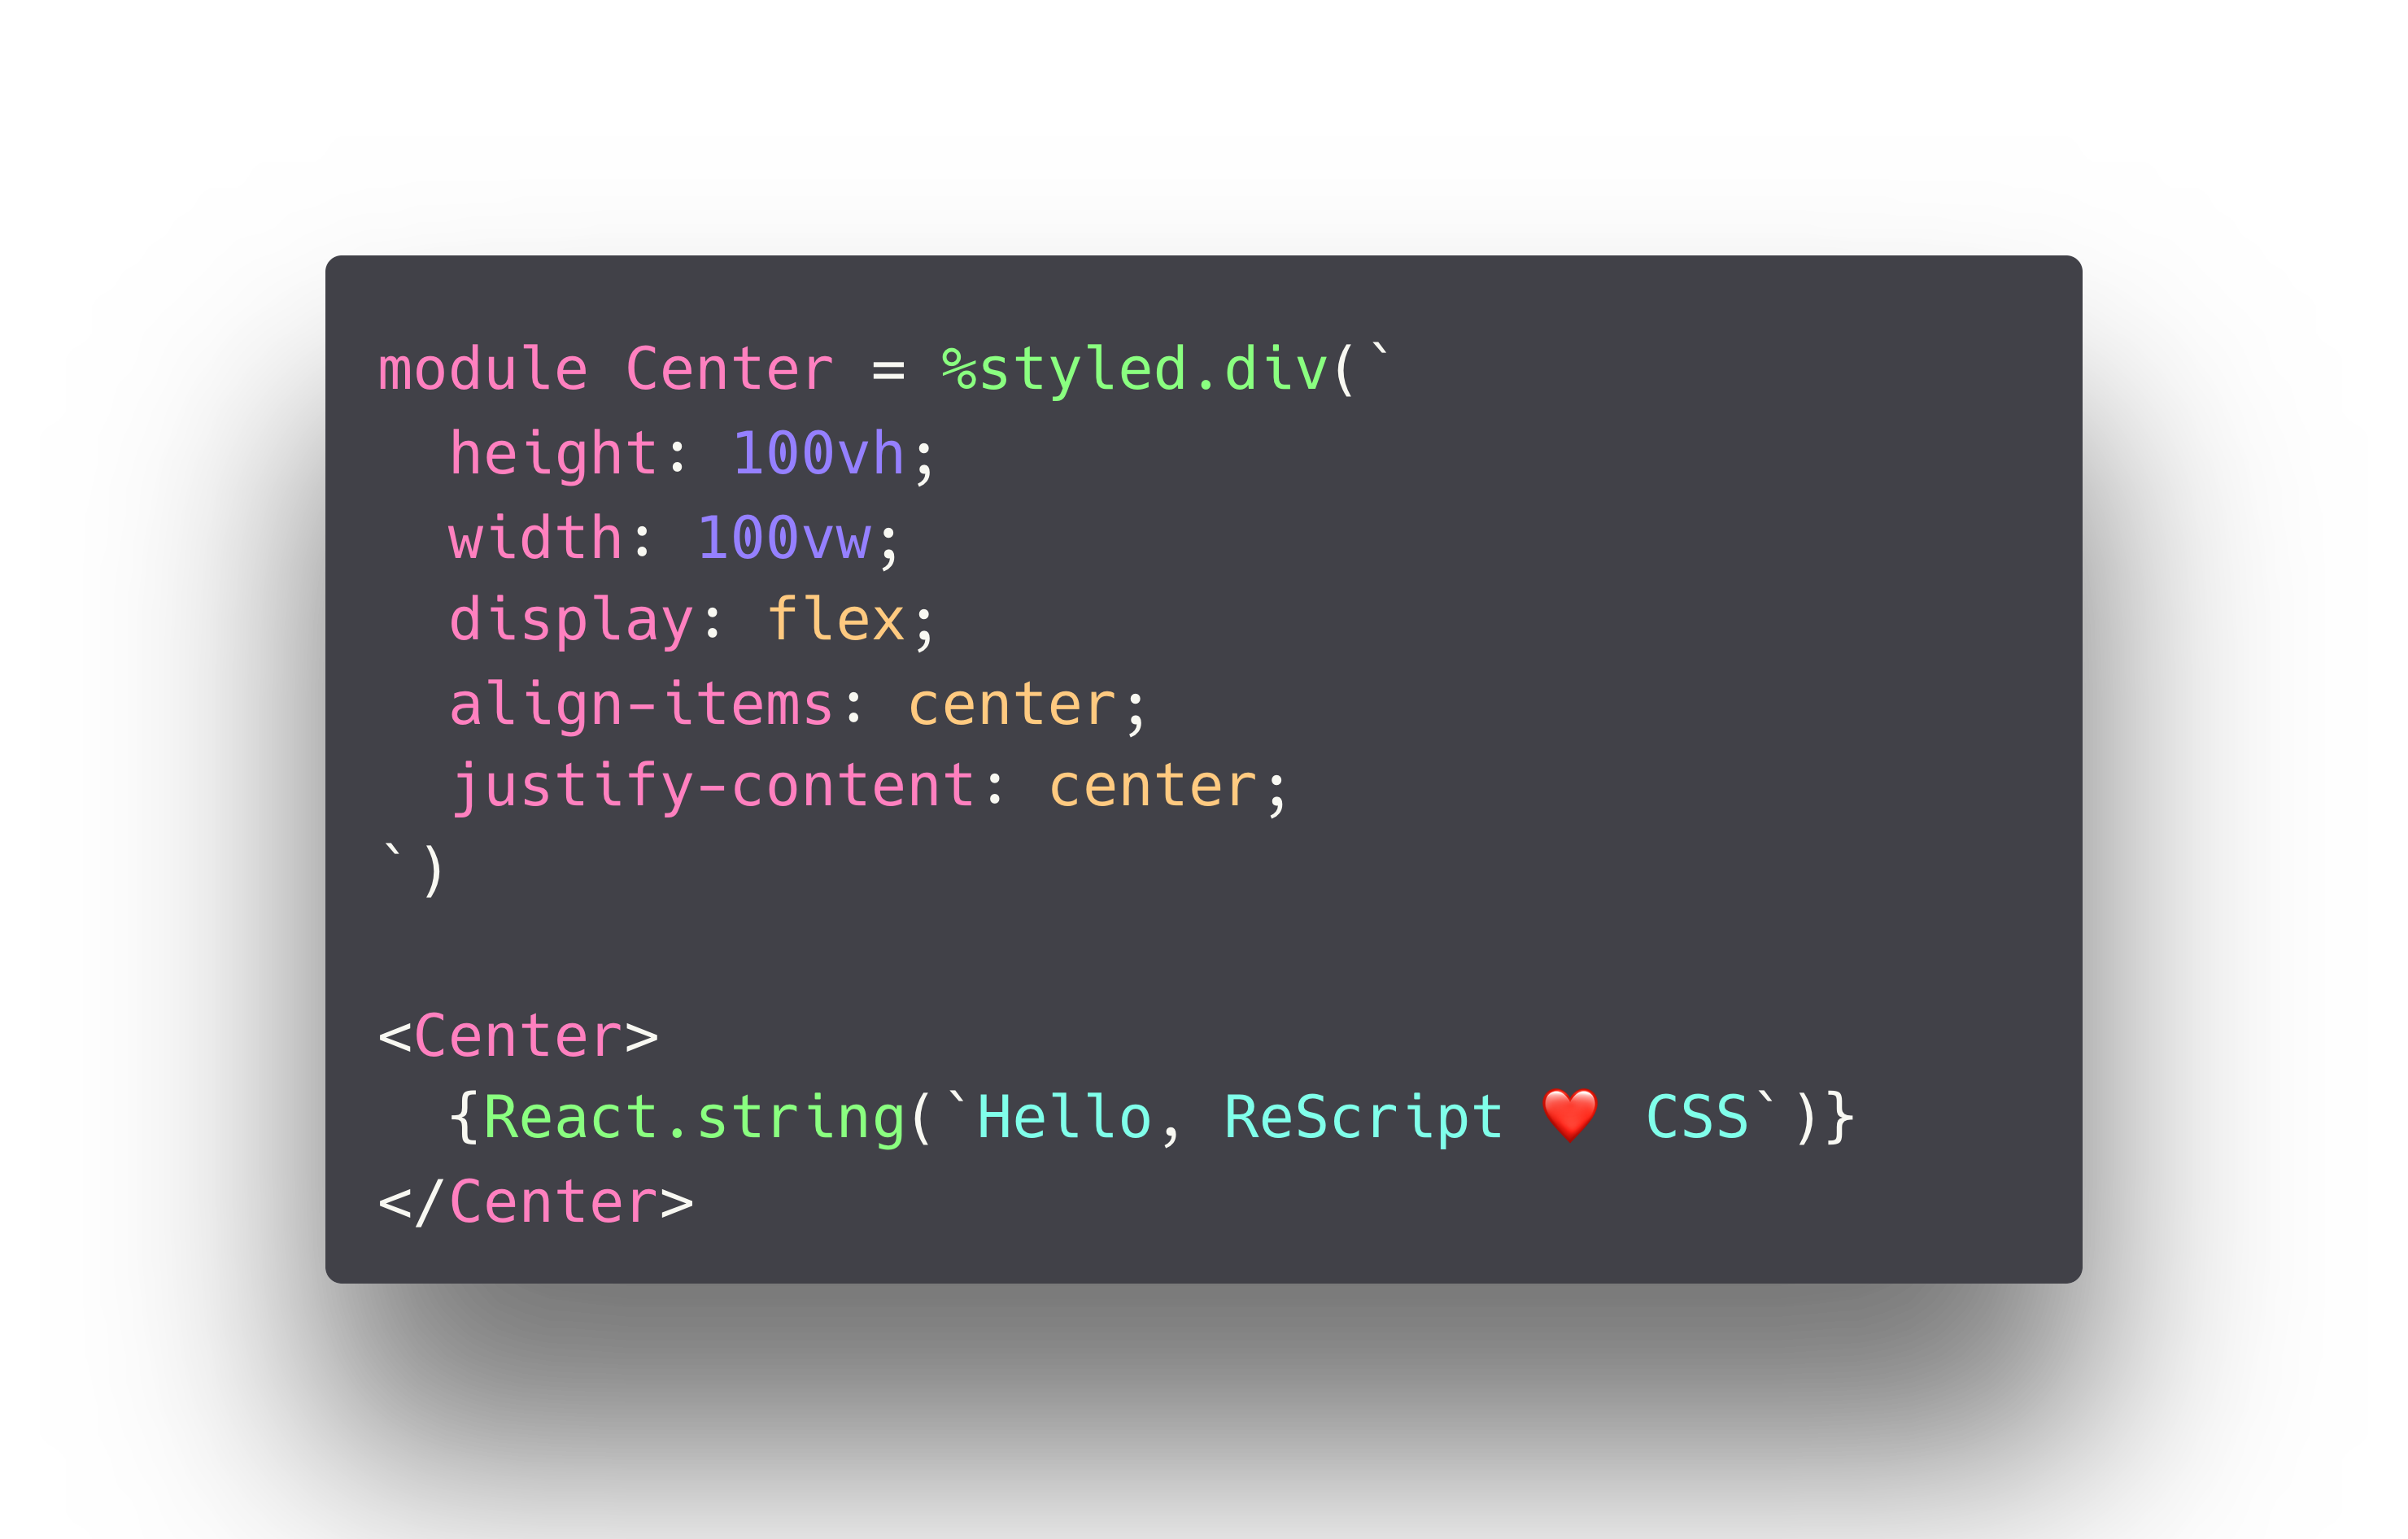 module Center = %styled.div(`
  height: 100vh;
  width: 100vw;
  display: flex;
  align-items: center;
  justify-content: center;
`)

<Center>
  {React.string(`Hello, ReScript ❤️  CSS`)}
</Center>